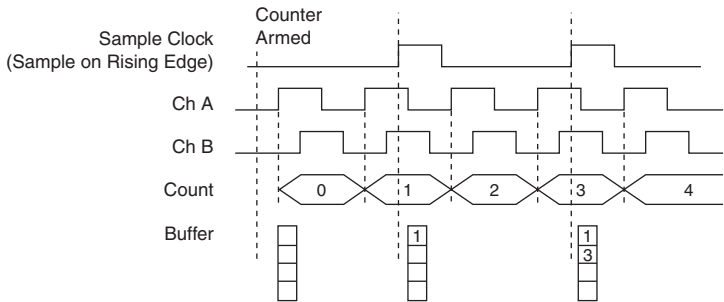 Counter
Armed
Sample Clock
(Sample on Rising Edge)
Ch A
Ch B
Count
0 1 2 3 4
Buffer
1 1
3